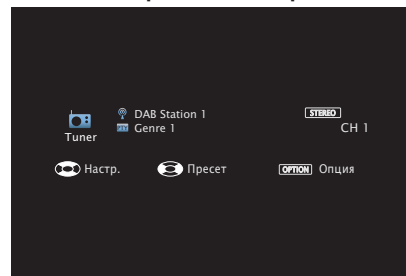 DAB Station 1 STEREO
Genre 1 CH 1
Tuner
Настр. Пресет OPTION Опция